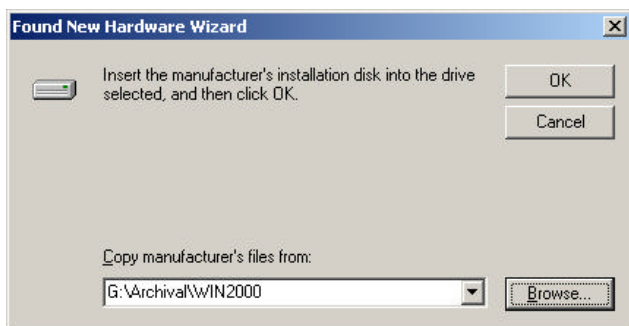 Found New Hardware Wizard
Insert the manufacturer's installation disk into the drive
selected, and then click OK.
OK
Cancel
Copy manufacturer's files from:
G:\Archival\WIN2000
Browse...